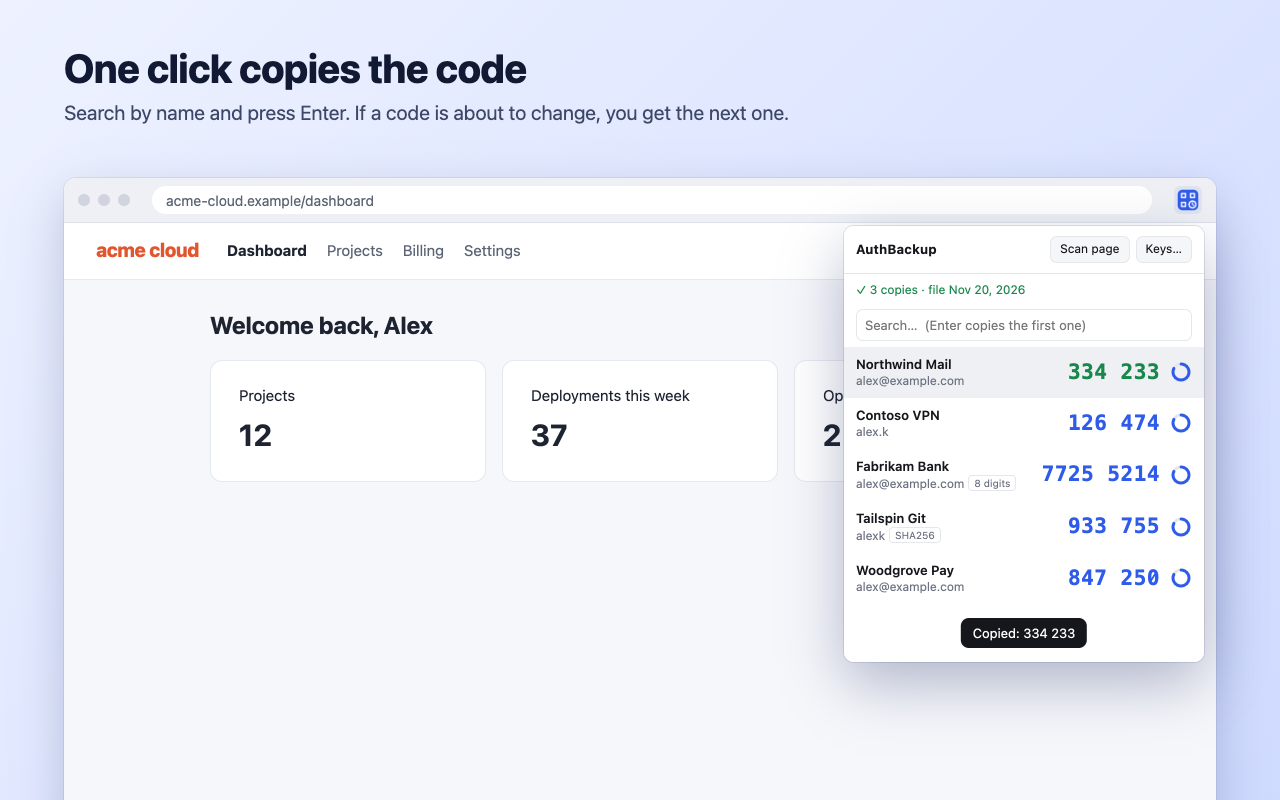 One click copies the code
Search by name and press Enter. If a code is about to change, you get the next one.
acme-cloud.example/dashboard
acme cloud Dashboard Projects Billing Settings
Welcome back, Alex
Projects
12
Deployments this week
37
Op
2
AuthBackup Scan page Keys…
✓ 3 copies · file Nov 20, 2026
Search… (Enter copies the first one)
Northwind Mail
alex@example.com
334 233
Contoso VPN
alex.k
126 474
Fabrikam Bank
alex@example.com 8 digits
7725 5214
Tailspin Git
alexk SHA256
933 755
Woodgrove Pay
alex@example.com
847 250
Copied: 334 233